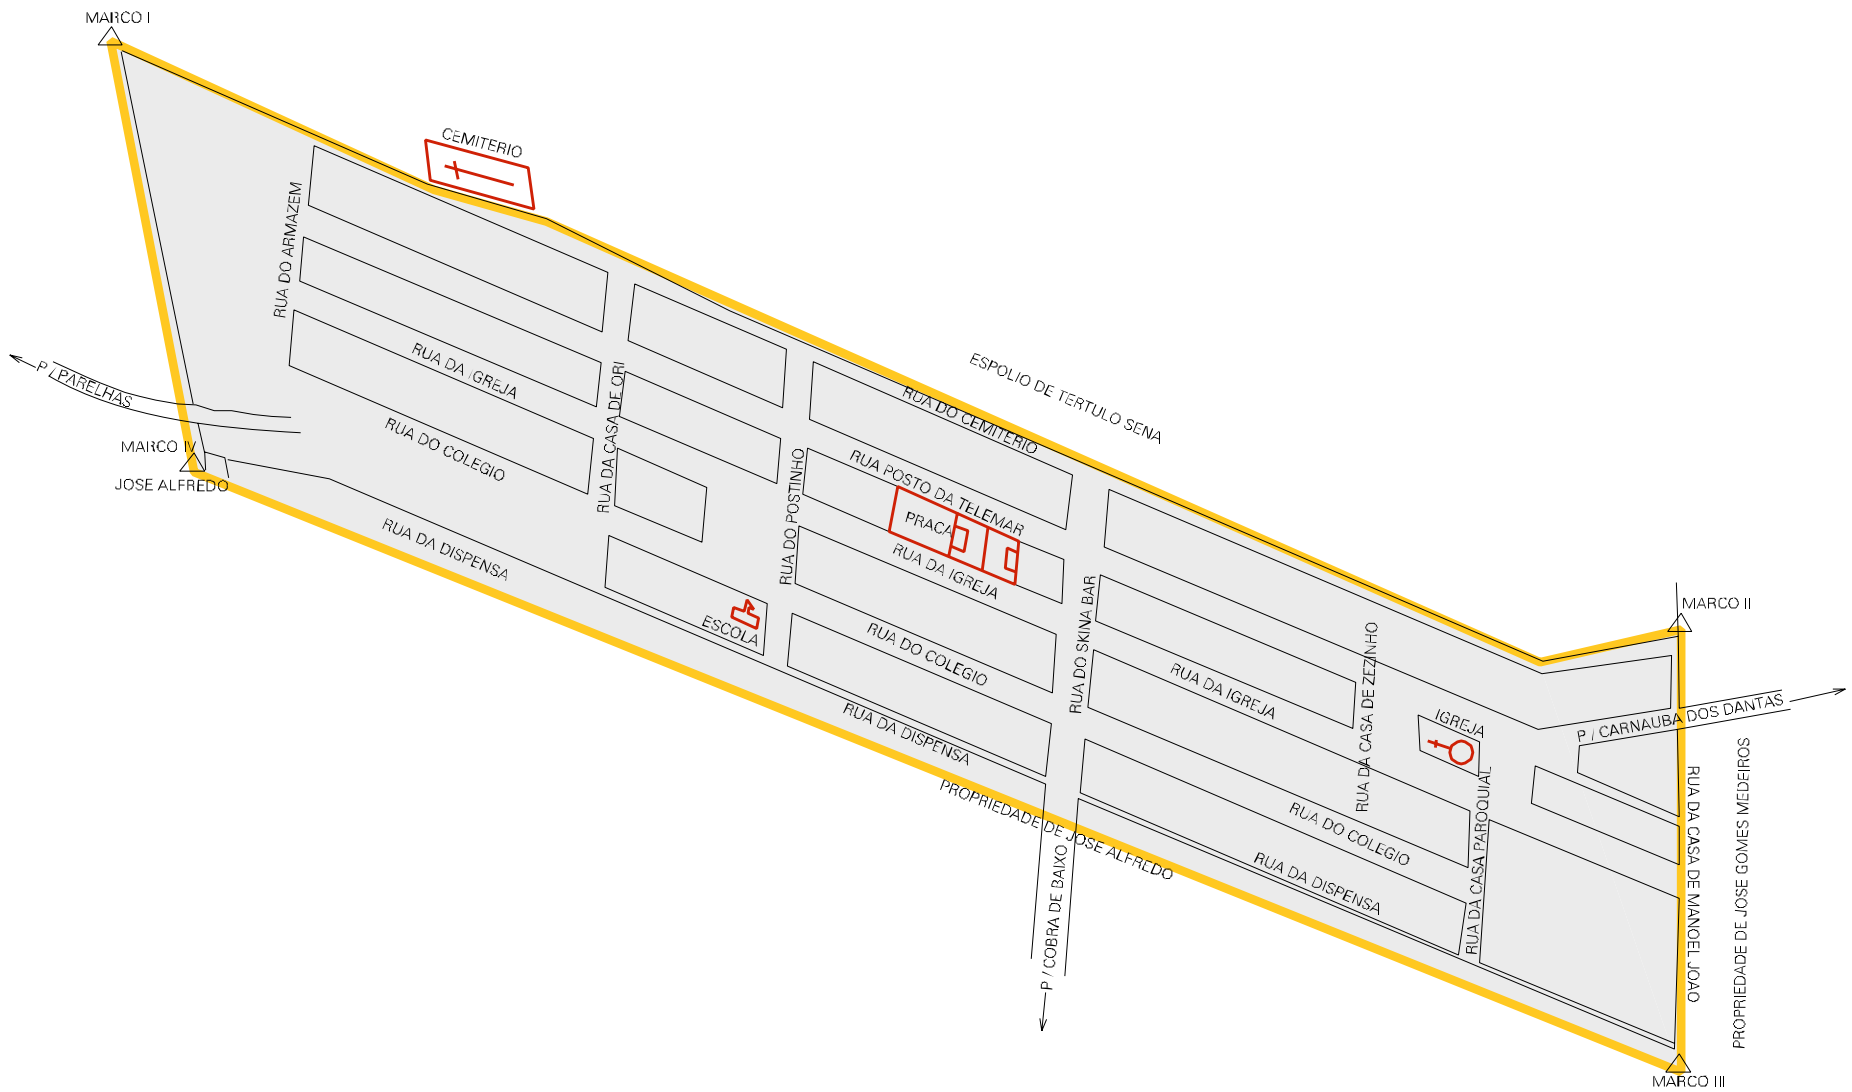 MARCO I
CEMITERIO
RUA DO ARMAZEM
ESPOLIO DE TERTULO SENA
P / PARELHAS
RUA DA IGREJA
RUA DA CASA DE ORI
RUA DO CEMITERIO
RUA DO COLEGIO
MARCO IV
JOSE ALFREDO
RUA DO POSTINHO
RUA POSTO DA TELEMAR
PRACA
RUA DA IGREJA
RUA DA DISPENSA
ESCOLA
RUA DO COLEGIO
RUA DO SKINA BAR
RUA DA IGREJA
RUA DA CASA DE ZEZINHO
MARCO II
IGREJA
P / CARNAUBA DOS DANTAS
RUA DA DISPENSA
PROPRIEDADE DE JOSE ALFREDO
RUA DO COLEGIO
RUA DA CASA PAROQUIAL
RUA DA CASA DE MANOEL JOAO
PROPRIEDADE DE JOSE GOMES MEDEIROS
RUA DA DISPENSA
P / COBRA DE BAIXO
MARCO III